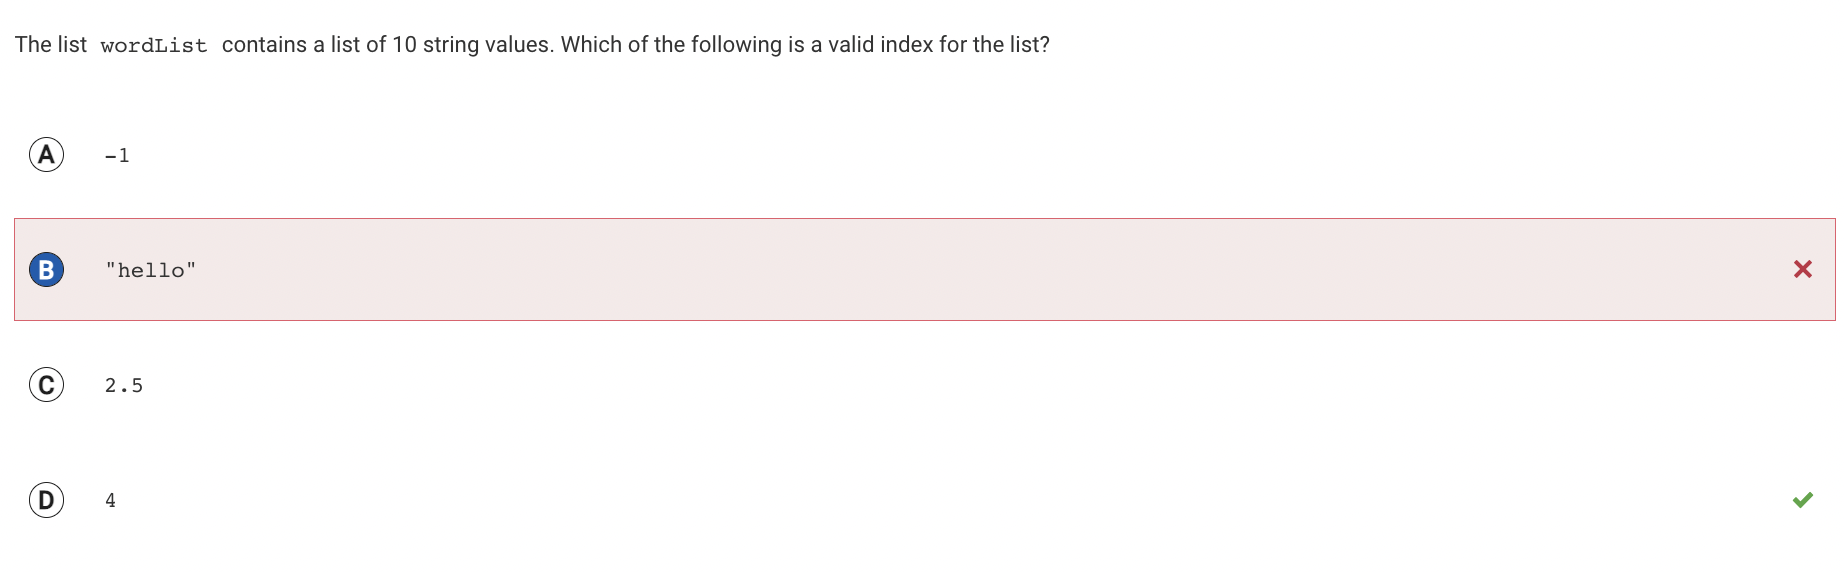 The list wordList contains a list of 10 string values. Which of the following is a valid index for the list?
A -1
B "hello"
C 2.5
D 4